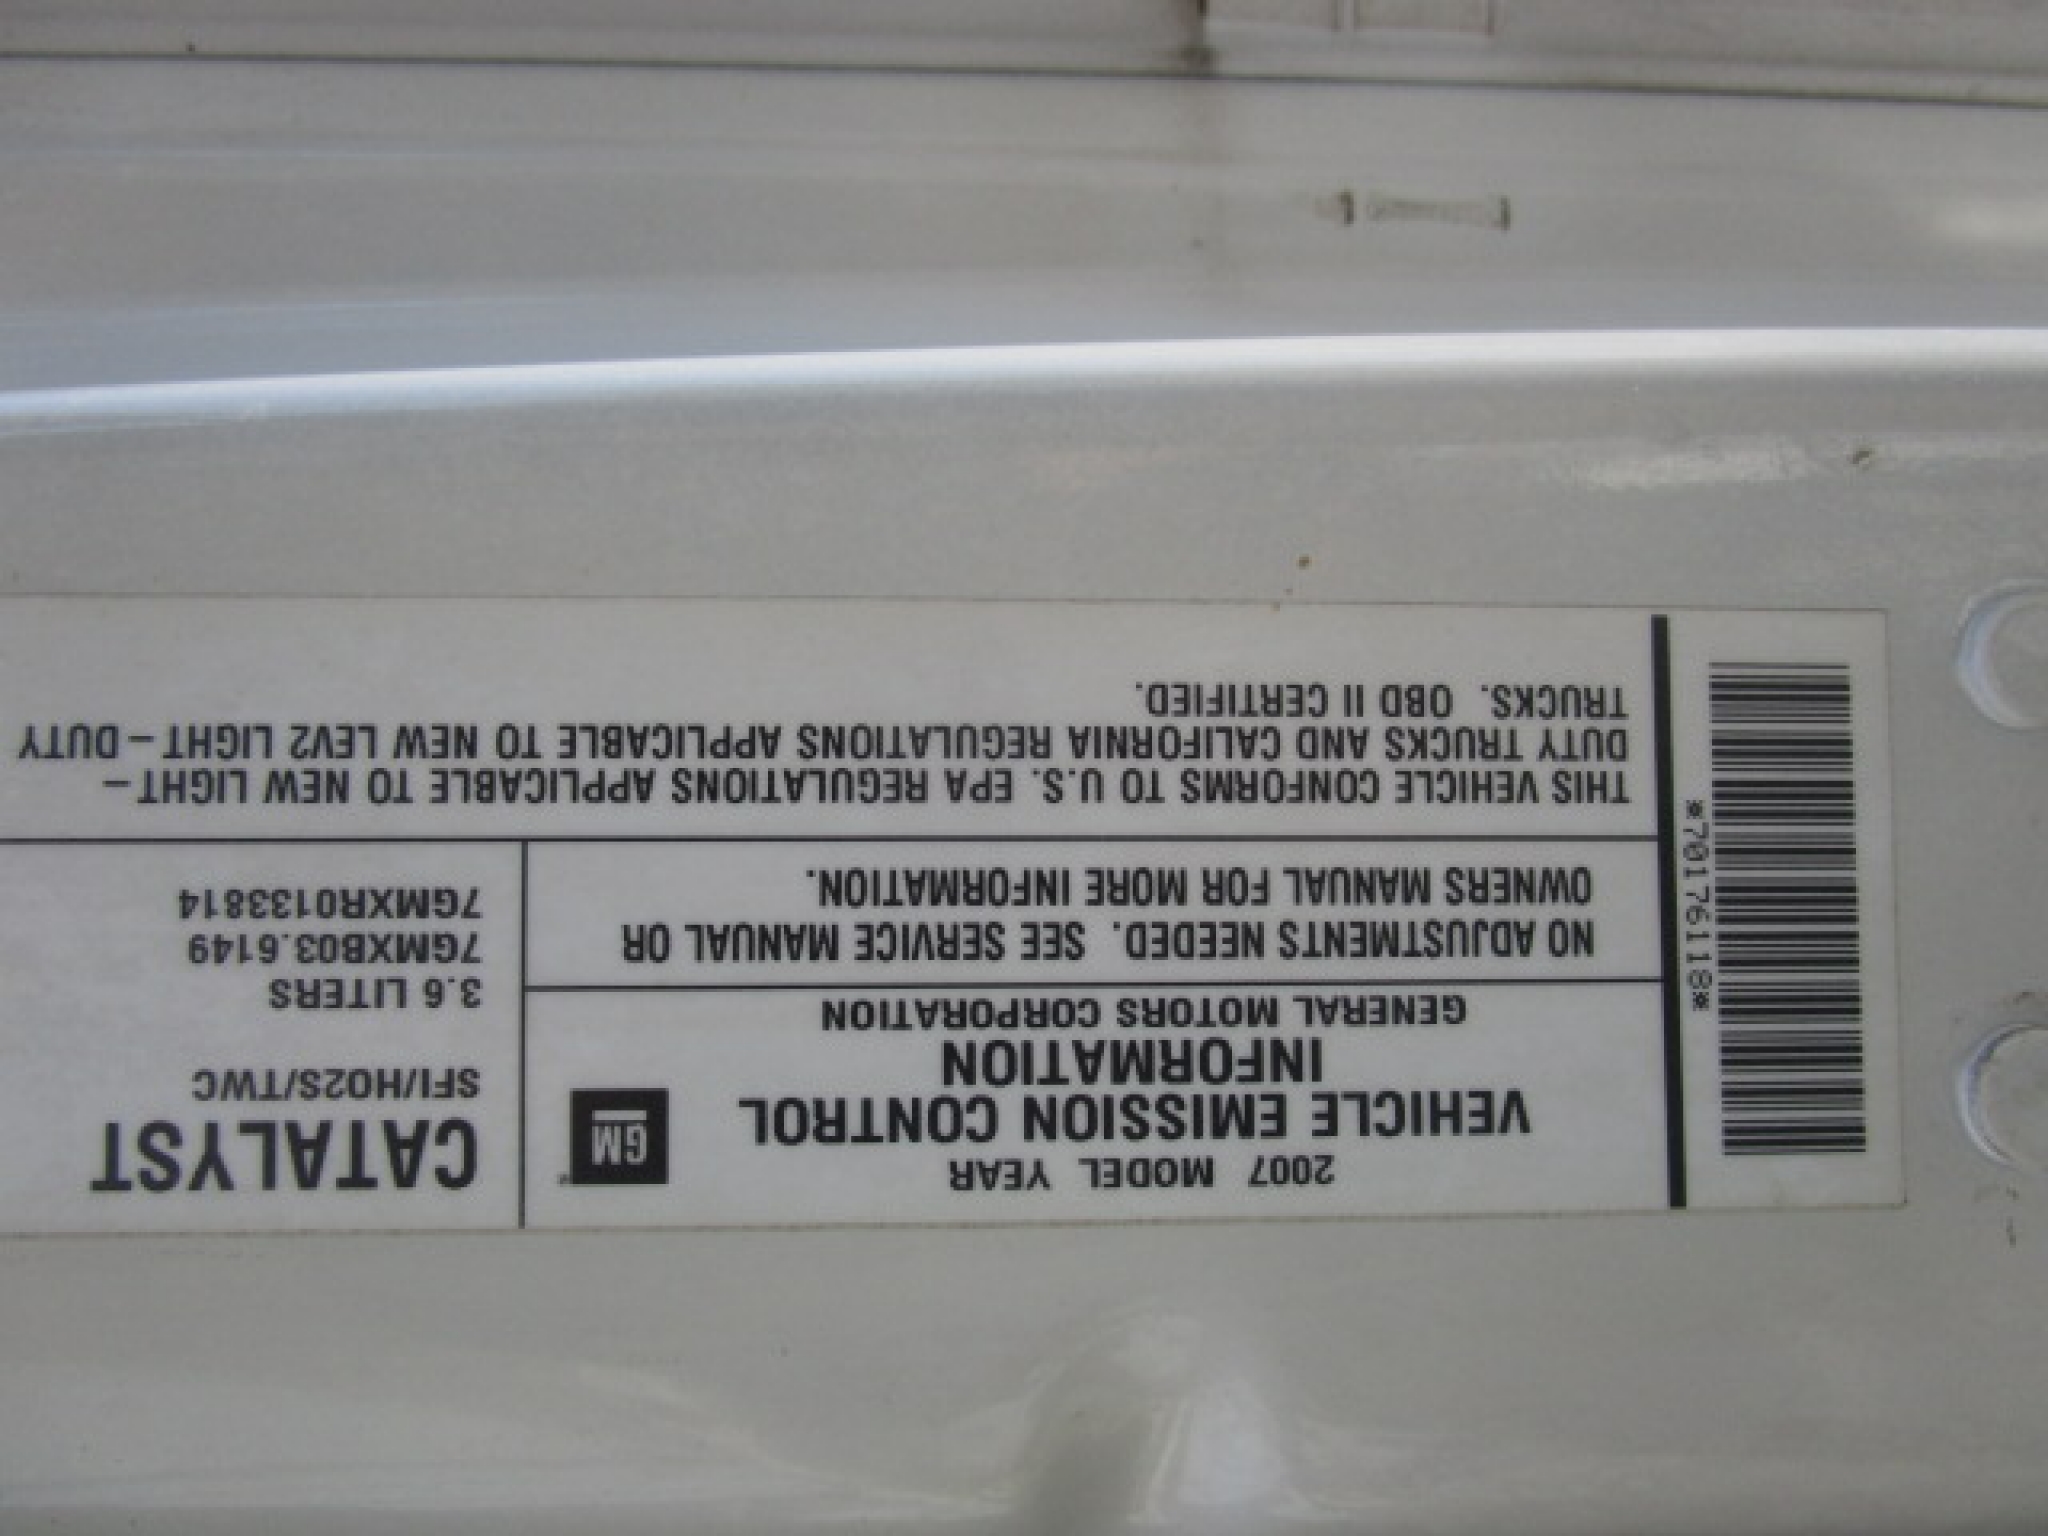 *701761118*
2007 MODEL YEAR
VEHICLE EMISSION CONTROL
INFORMATION
GENERAL MOTORS CORPORATION
GM
NO ADJUSTMENTS NEEDED. SEE SERVICE MANUAL OR
OWNERS MANUAL FOR MORE INFORMATION.
CATALYST
SFI/HO2S/TWC
3.6 LITERS
7GMXB03.6149
7GMXR0133814
THIS VEHICLE CONFORMS TO U.S. EPA REGULATIONS APPLICABLE TO NEW LIGHT-
DUTY TRUCKS AND CALIFORNIA REGULATIONS APPLICABLE TO NEW LEV2 LIGHT-DUTY
TRUCKS. OBD II CERTIFIED.